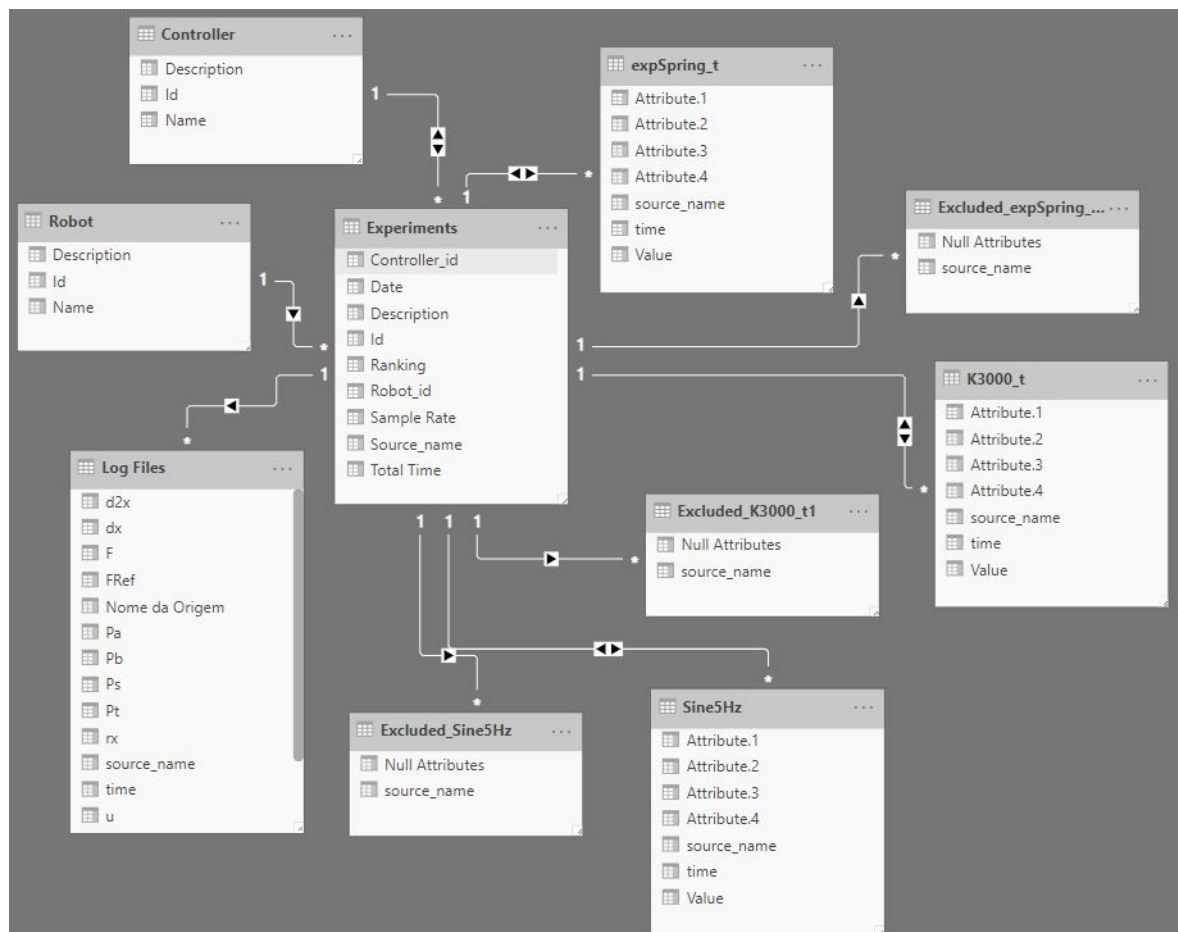 Controller ...
Description
Id
Name
1
*
expSpring_t ...
Attribute.1
Attribute.2
Attribute.3
Attribute.4
source_name
time
Value
1
*
Robot ...
Description
Id
Name
1
*
Experiments ...
Controller_id
Date
Description
Id
Ranking
Robot_id
Sample Rate
Source_name
Total Time
Excluded_expSpring_... ...
Null Attributes
source_name
1
*
K3000_t ...
Attribute.1
Attribute.2
Attribute.3
Attribute.4
source_name
time
Value
1
*
1
*
Log Files ...
d2x
dx
F
FRef
Nome da Origem
Pa
Pb
Ps
Pt
rx
source_name
time
u
1 1 1
Excluded_K3000_t1 ...
Null Attributes
source_name
*
Excluded_Sine5Hz ...
Null Attributes
source_name
*
Sine5Hz ...
Attribute.1
Attribute.2
Attribute.3
Attribute.4
source_name
time
Value
*